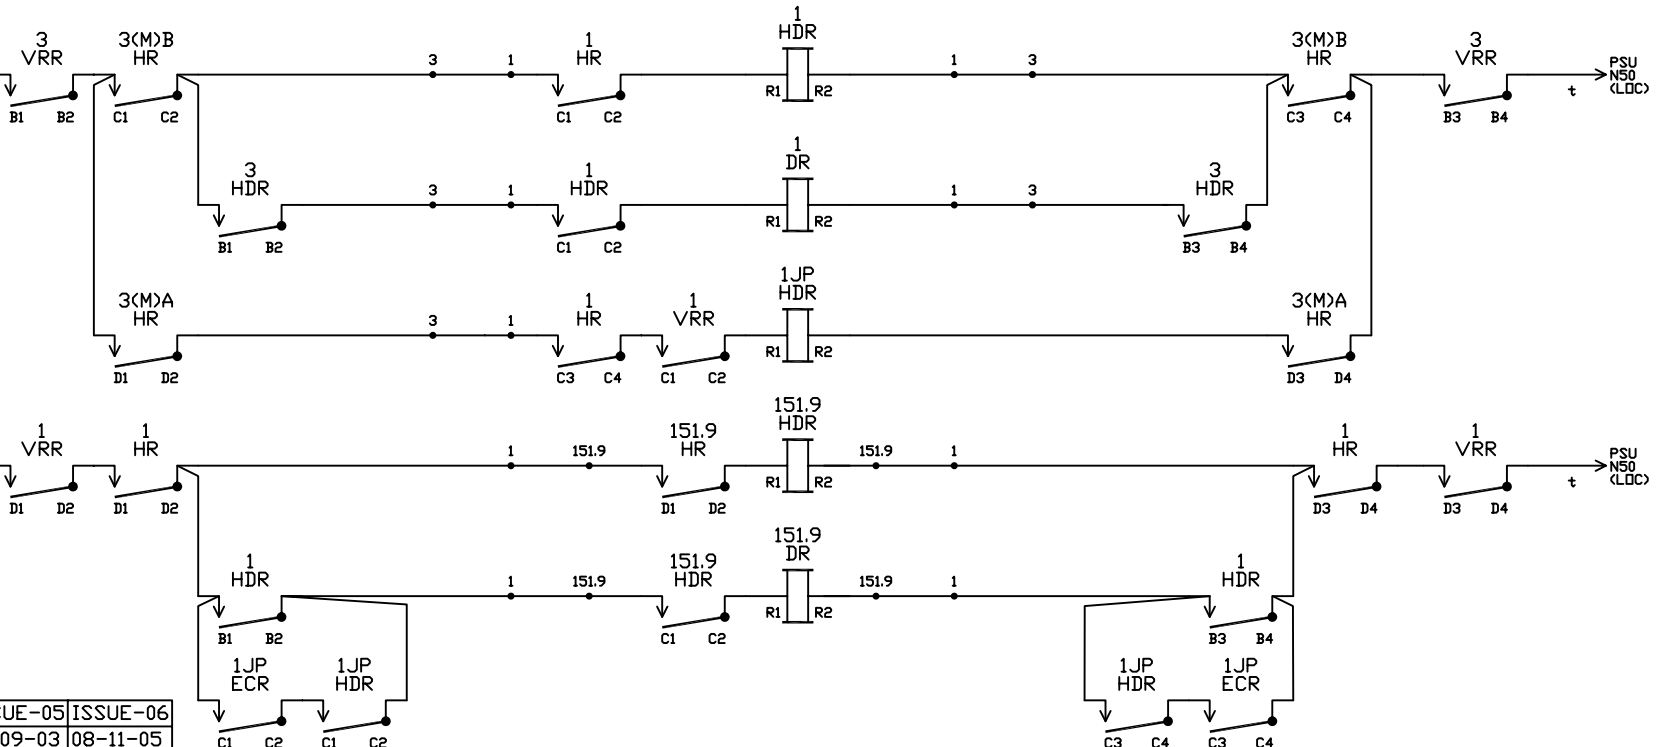 1
HDR
3
VRR
3(M)B
HR
3
1
1
HR
1
3
3(M)B
HR
3
VRR
PSU
N50
(LOC)
t
R1
R2
B1
B2
C1
C2
C1
C2
C3
C4
B3
B4
1
DR
3
HDR
3
1
1
HDR
1
3
3
HDR
R1
R2
B1
B2
C1
C2
B3
B4
1JP
HDR
3(M)A
HR
3
1
1
HR
1
VRR
3(M)A
HR
R1
R2
D1
D2
C3
C4
C1
C2
D3
D4
151.9
HDR
1
VRR
1
HR
1
151.9
151.9
HR
151.9
1
1
HR
1
VRR
PSU
N50
(LOC)
t
R1
R2
D1
D2
D1
D2
D1
D2
D3
D4
D3
D4
151.9
DR
1
HDR
1
151.9
151.9
HDR
151.9
1
1
HDR
R1
R2
B1
B2
C1
C2
B3
B4
1JP
ECR
1JP
HDR
1JP
HDR
1JP
ECR
C1
C2
C1
C2
C3
C4
C3
C4
UE-05
ISSUE-06
09-03
08-11-05